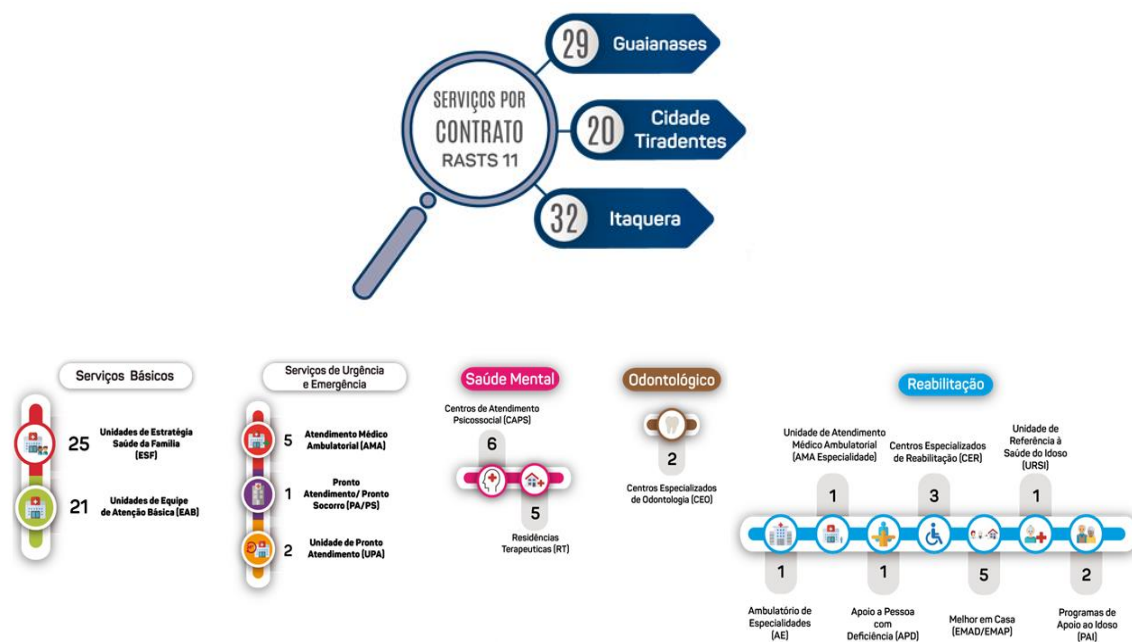 SERVIÇOS POR
CONTRATO
RASTS 11
29
Guaianases
20
Cidade
Tiradentes
32
Itaquera
Serviços Básicos
25
Unidades de Estratégia
Saúde da Família
(ESF)
21
Unidades de Equipe
de Atenção Básica (EAB)
Serviços de Urgência
e Emergência
5
Atendimento Médico
Ambulatorial (AMA)
1
Pronto
Atendimento/ Pronto
Socorro (PA/PS)
2
Unidade de Pronto
Atendimento (UPA)
Saúde Mental
Centros de Atendimento
Psicossocial (CAPS)
6
5
Residências
Terapeuticas (RT)
Odontológico
2
Centros Especializados
de Odontologia (CEO)
Reabilitação
Unidade de Atendimento
Médico Ambulatorial
(AMA Especialidade)
1
Centros Especializados
de Reabilitação (CER)
3
Unidade de
Referência à
Saúde do Idoso
(URSI)
1
1
Ambulatório de
Especialidades (AE)
1
Apoio a Pessoa
com
Deficiência (APD)
5
Melhor em Casa
(EMAD/EMAP)
2
Programas de
Apoio ao Idoso
(PAI)